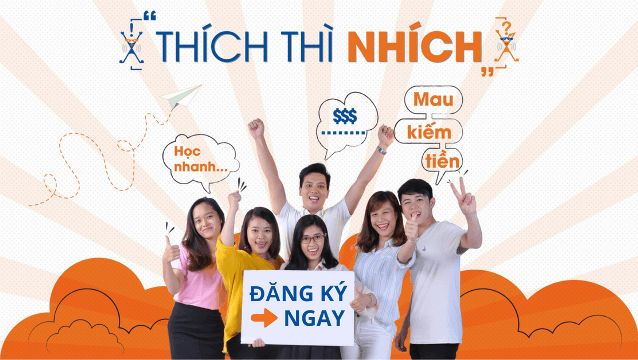 "THÍCH THÌ NHÍCH"
Học
nhanh...
$$$
Mau
kiếm
tiền
ĐĂNG KÝ
NGAY